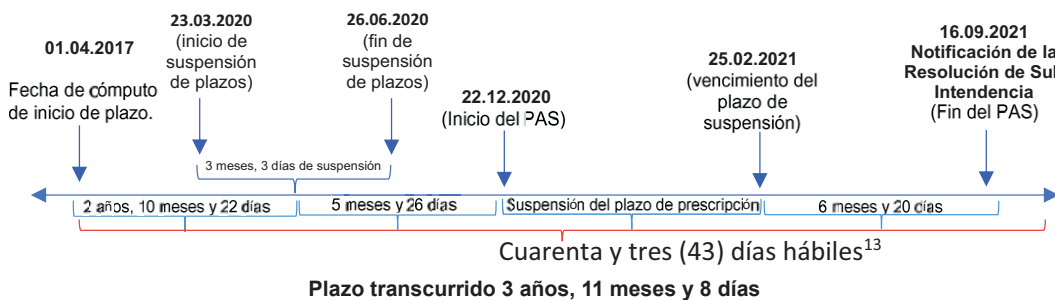 01.04.2017
Fecha de cómputo
de inicio de plazo.
23.03.2020
(inicio de
suspensión
de plazos)
26.06.2020
(fin de
suspensión
de plazos)
22.12.2020
(Inicio del PAS)
25.02.2021
(vencimiento del
plazo de
suspensión)
16.09.2021
Notificación de la
Resolución de Sub
Intendencia
(Fin del PAS)
3 meses, 3 días de suspensión
2 años, 10 meses y 22 días
5 meses y 26 días
Suspensión del plazo de prescripción
6 meses y 20 días
Cuarenta y tres (43) días hábiles13
Plazo transcurrido 3 años, 11 meses y 8 días